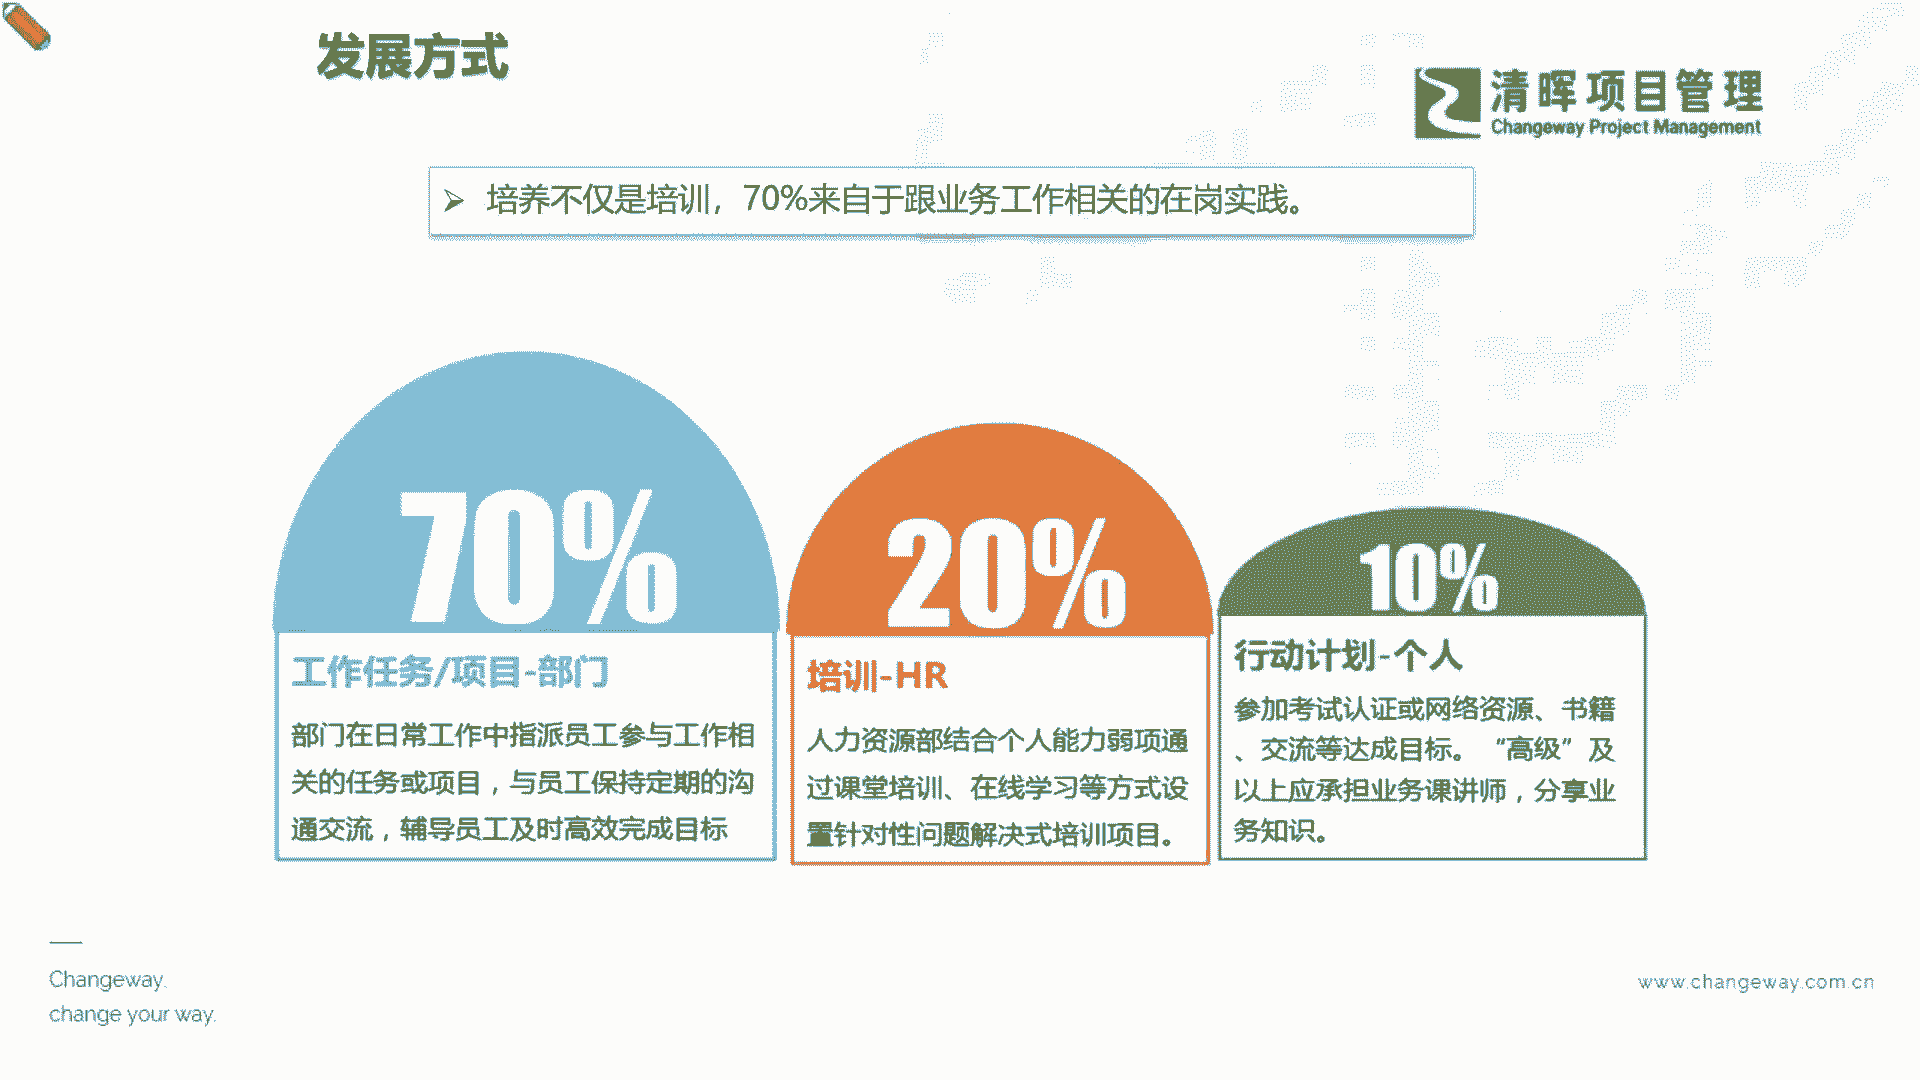 发展方式
清晖项目管理
Changeway Project Management
培养不仅是培训，70%来自于跟业务工作相关的在岗实践。
70%
工作任务/项目-部门
部门在日常工作中指派员工参与工作相
关的任务或项目，与员工保持定期的沟
通交流，辅导员工及时高效完成目标
20%
培训-HR
人力资源部结合个人能力弱项通
过课堂培训、在线学习等方式设
置针对性问题解决式培训项目。
10%
行动计划-个人
参加考试认证或网络资源、书籍
、交流等达成目标。“高级”及
以上应承担业务课讲师，分享业
务知识。
Changeway,
change your way.
www.changeway.com.cn